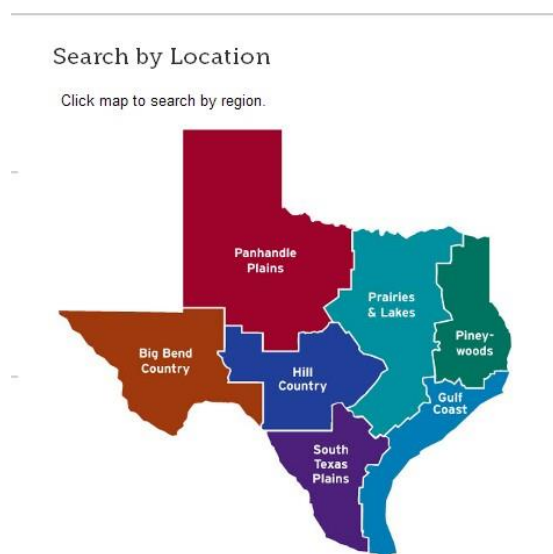 Search by Location
Click map to search by region.
Panhandle
Plains
Prairies
& Lakes
Piney-
woods
Big Bend
Country
Hill
Country
Gulf
Coast
South
Texas
Plains